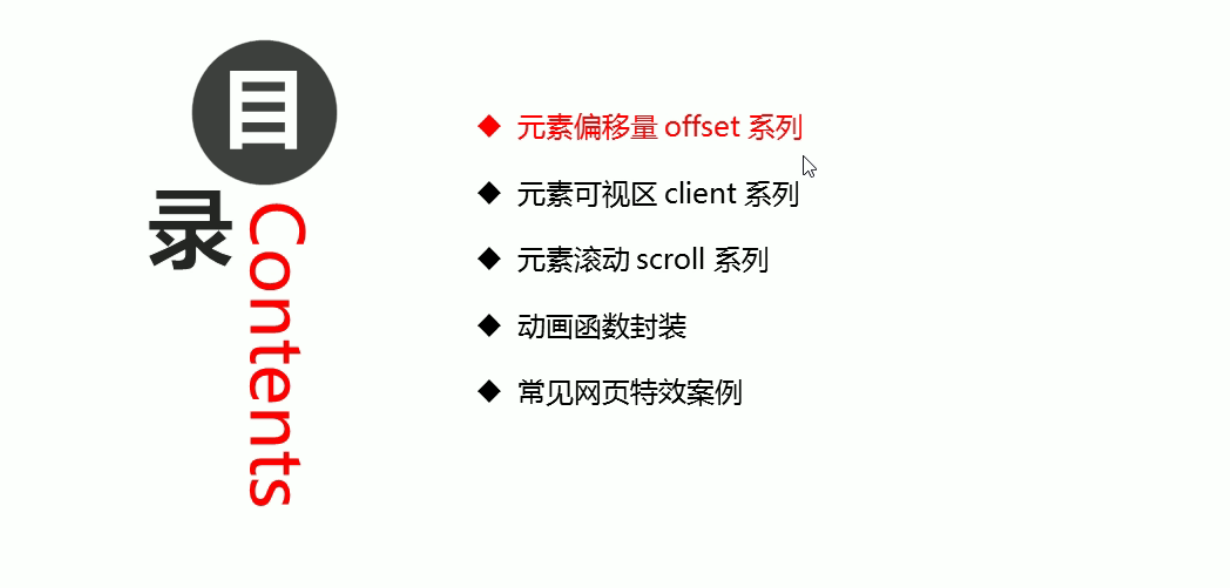 目录
Contents
◆ 元素偏移量 offset 系列
◆ 元素可视区 client 系列
◆ 元素滚动 scroll 系列
◆ 动画函数封装
◆ 常见网页特效案例